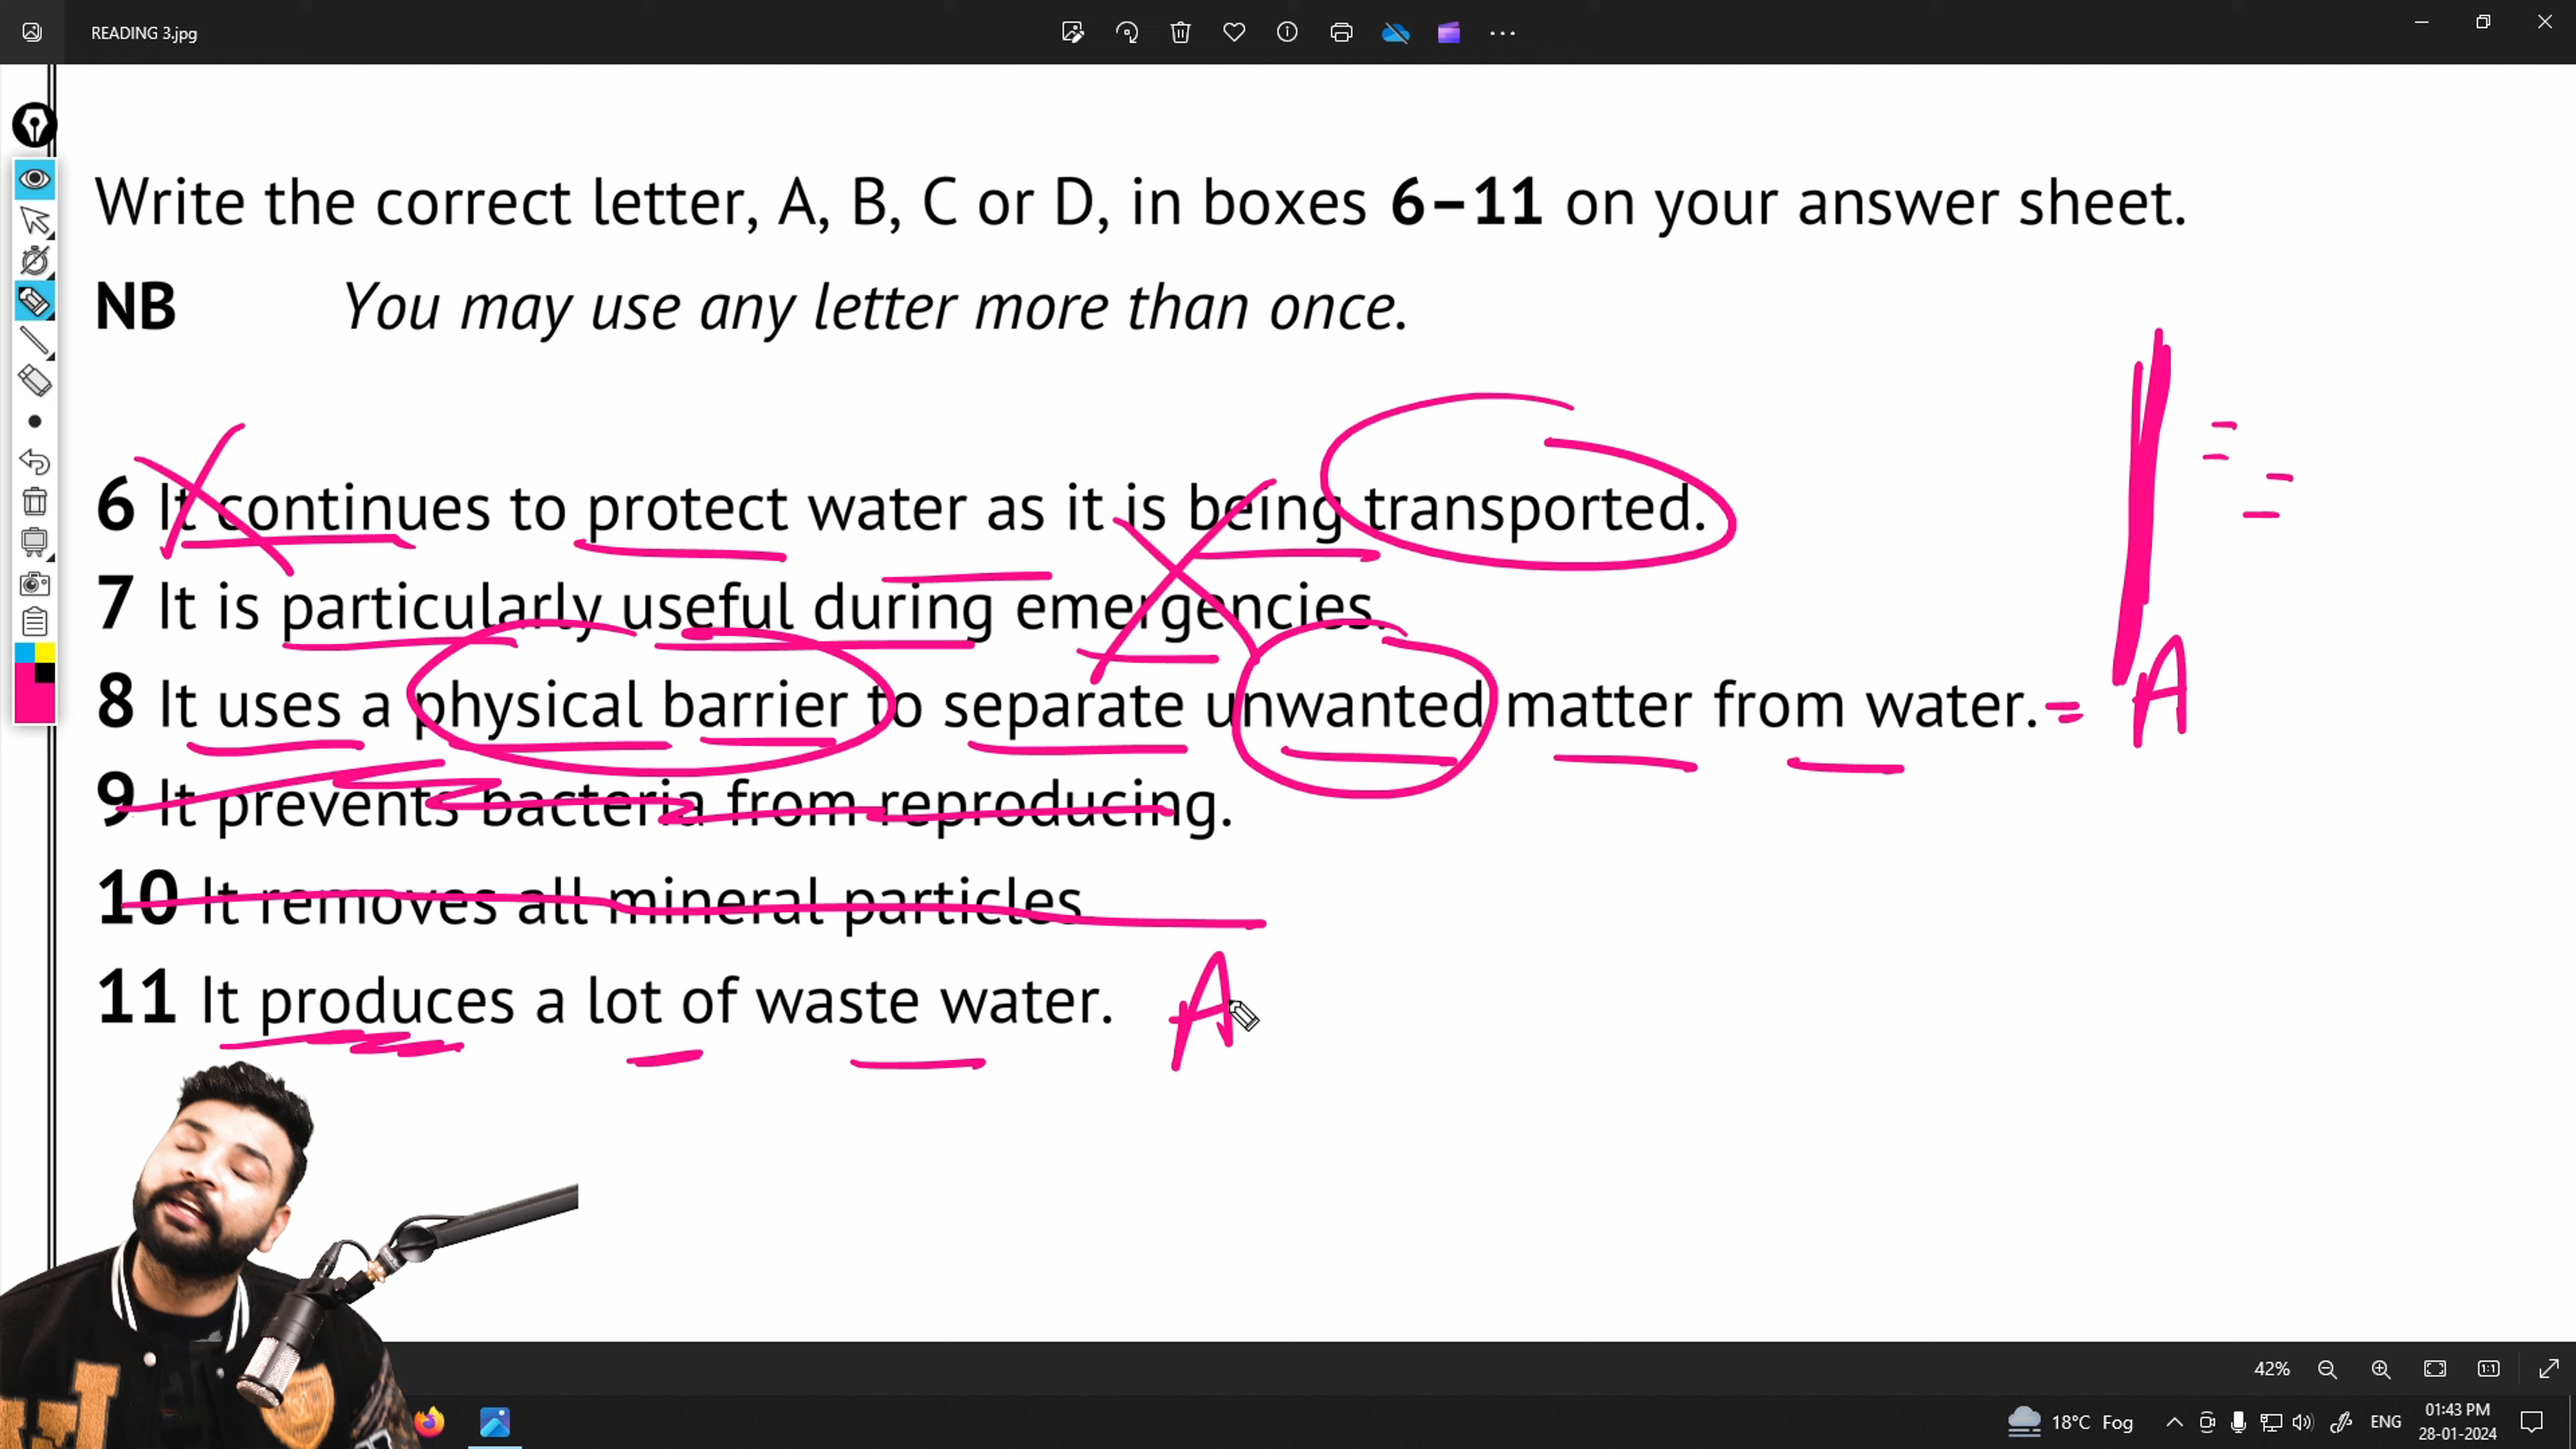 READING 3.jpg
Write the correct letter, A, B, C or D, in boxes 6–11 on your answer sheet.
NB You may use any letter more than once.
6 It continues to protect water as it is being transported.
7 It is particularly useful during emergencies.
8 It uses a physical barrier to separate unwanted matter from water. = A
9 It prevents bacteria from reproducing.
10 It removes all mineral particles
11 It produces a lot of waste water. A
42%
1:1
18°C Fog
ENG
01:43 PM
28-01-2024